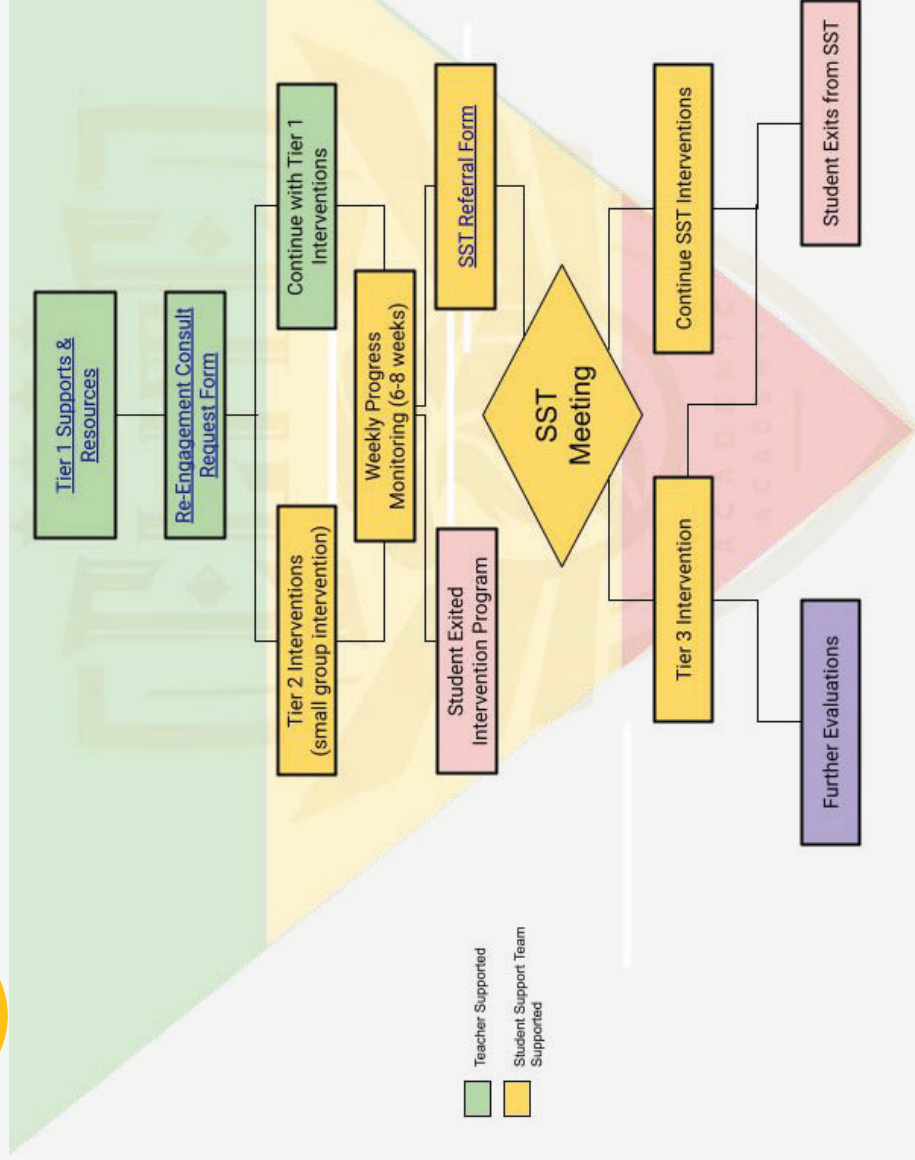 Tier 1 Supports &
Resources
Re-Engagement Consult
Request Form
Tier 2 Interventions
(small group intervention)
Continue with Tier 1
Interventions
Weekly Progress
Monitoring (6-8 weeks)
Student Exited
Intervention Program
SST Referral Form
SST
Meeting
Tier 3 Intervention
Continue SST Interventions
Further Evaluations
Student Exits from SST
Teacher Supported
Student Support Team
Supported